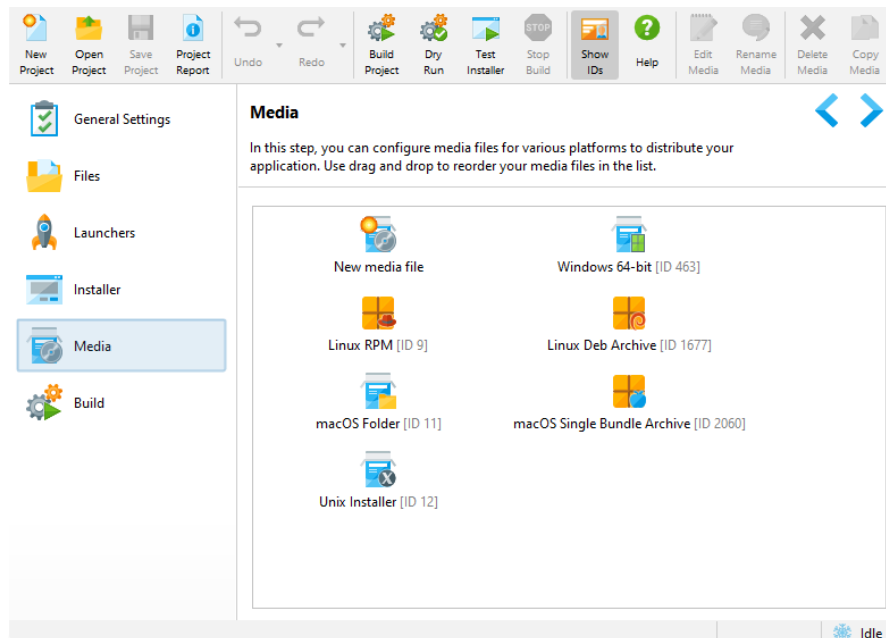 New Project
Open Project
Save Project
Project Report
Undo
Redo
Build Project
Dry Run
Test Installer
STOP
Stop Build
Show IDs
Help
Edit Media
Rename Media
Delete Media
Copy Media
General Settings
Files
Launchers
Installer
Media
Build
Media
In this step, you can configure media files for various platforms to distribute your
application. Use drag and drop to reorder your media files in the list.
New media file
Windows 64-bit [ID 463]
Linux RPM [ID 9]
Linux Deb Archive [ID 1677]
macOS Folder [ID 11]
macOS Single Bundle Archive [ID 2060]
Unix Installer [ID 12]
Idle